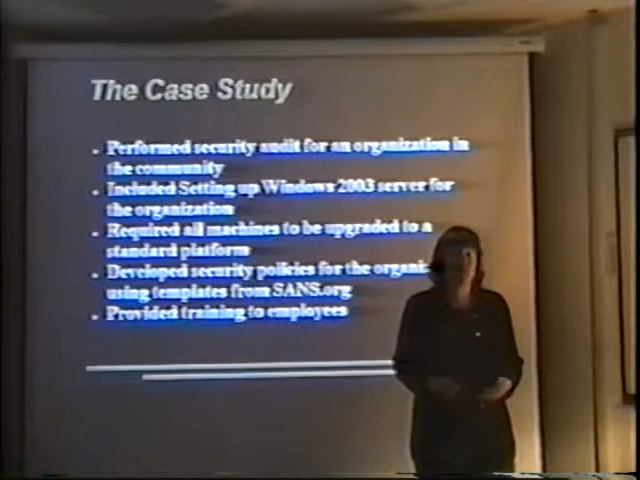 The Case Study
Performed security audit for an organization in
the community
Included Setting up Windows 2003 server for
the organization
Required all machines to be upgraded to a
standard platform
Developed security policies for the organiz
using templates from SANS.org
Provided training to employees